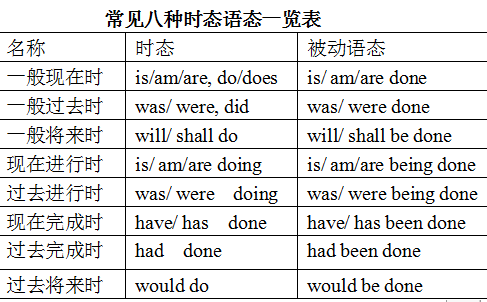 常见八种时态语态一览表
名称 时态 被动语态
一般现在时 is/am/are, do/does is/ am/are done
一般过去时 was/ were, did was/ were done
一般将来时 will/ shall do will/ shall be done
现在进行时 is/ am/are doing is/ am/are being done
过去进行时 was/ were doing was/ were being done
现在完成时 have/ has done have/ has been done
过去完成时 had done had been done
过去将来时 would do would be done